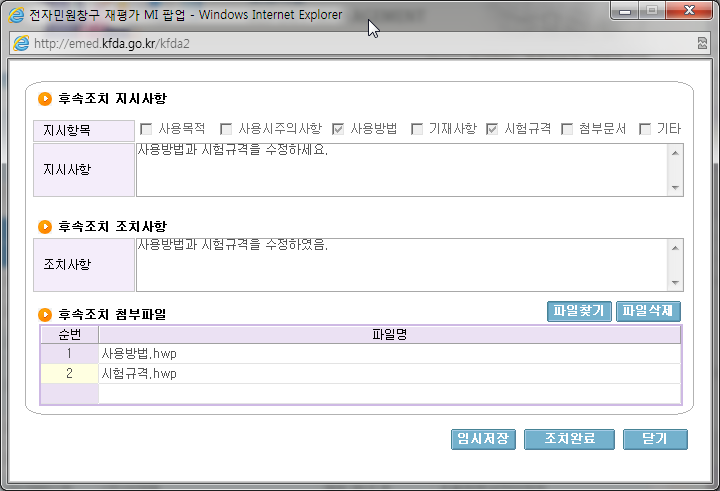 전자민원창구 재평가 MI 팝업 - Windows Internet Explorer
http://emed.kfda.go.kr/kfda2
후속조치 지시사항
지시항목 사용목적 사용시주의사항 사용방법 기재사항 시험규격 첨부문서 기타
지시사항 사용방법과 시험규격을 수정하세요.
후속조치 조치사항
조치사항 사용방법과 시험규격을 수정하였음.
후속조치 첨부파일 파일찾기 파일삭제
순번 파일명
1 사용방법.hwp
2 시험규격.hwp
임시저장 조치완료 닫기